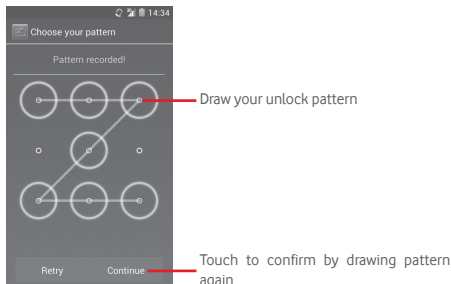 14:34
Choose your pattern
Pattern recorded!
Draw your unlock pattern
Retry Continue
Touch to confirm by drawing pattern
again